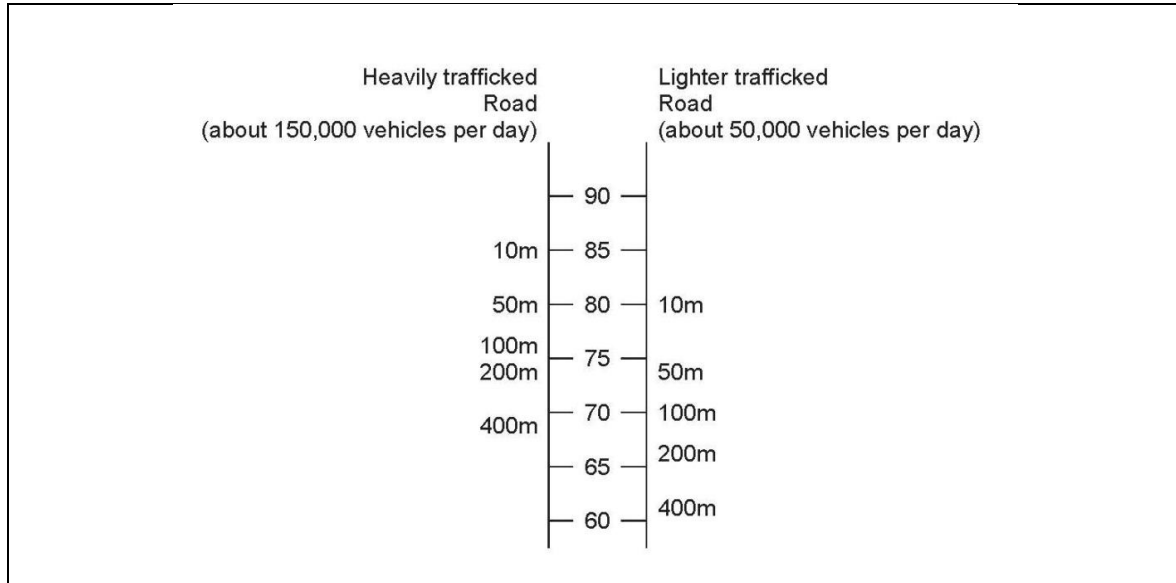 Heavily trafficked
Road
(about 150,000 vehicles per day)
Lighter trafficked
Road
(about 50,000 vehicles per day)
90
10m 85
50m 80 10m
100m
75
200m 50m
70 100m
400m
200m
65
400m
60